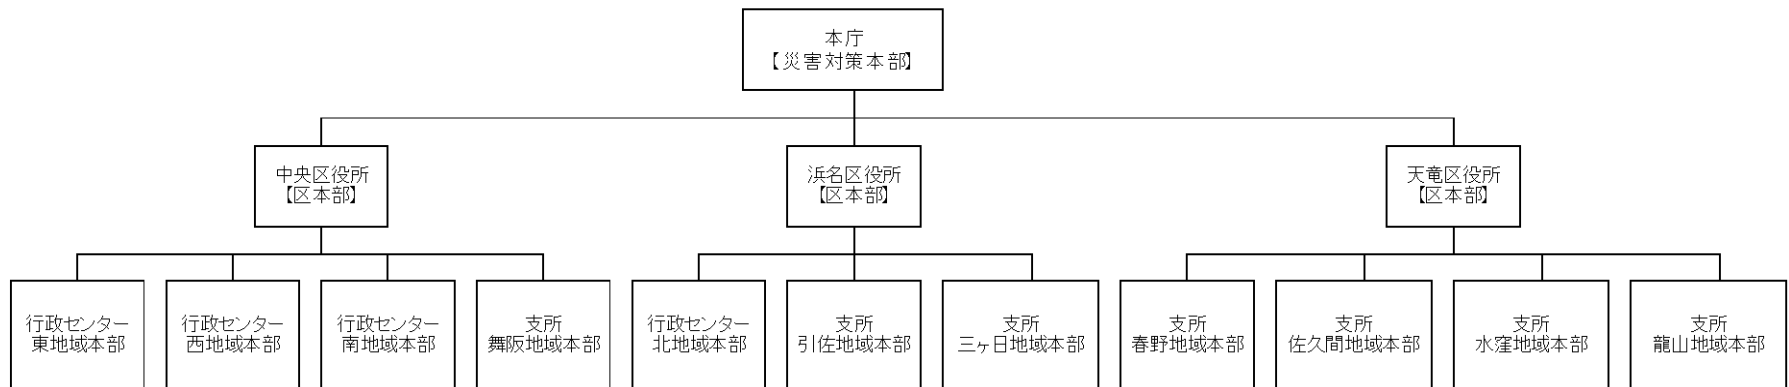 本庁
【災害対策本部】
中央区役所
【区本部】
浜名区役所
【区本部】
天竜区役所
【区本部】
行政センター
東地域本部
行政センター
西地域本部
行政センター
南地域本部
支所
舞阪地域本部
行政センター
北地域本部
支所
引佐地域本部
支所
三ヶ日地域本部
支所
春野地域本部
支所
佐久間地域本部
支所
水窪地域本部
支所
龍山地域本部